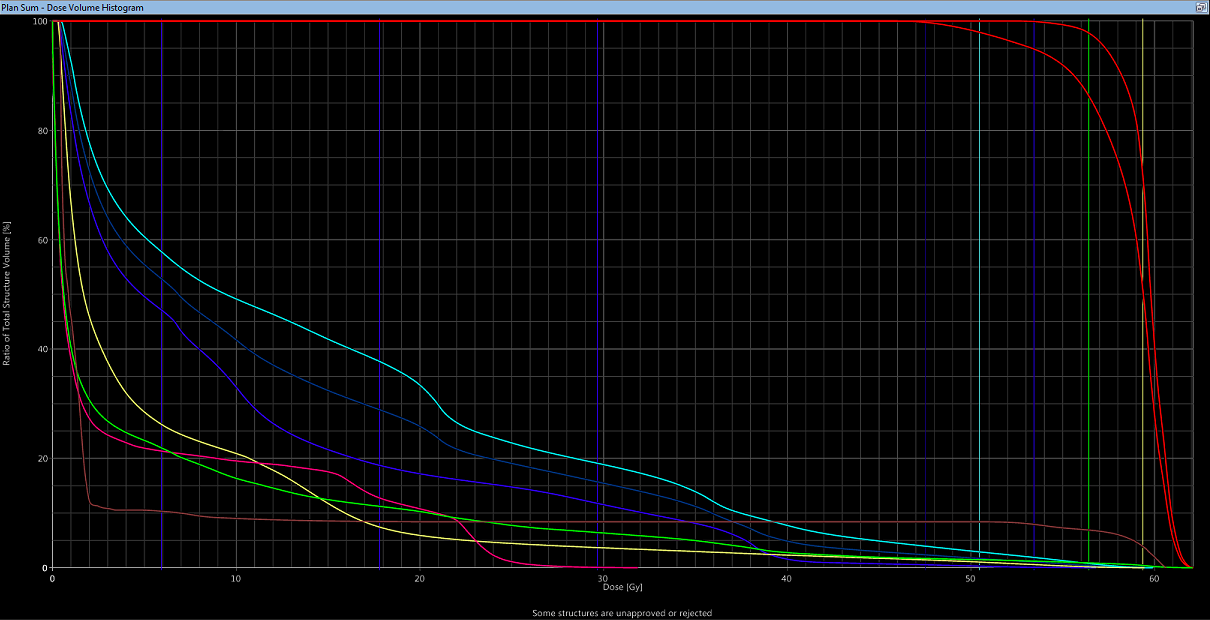 Plan Sum - Dose Volume Histogram
Ratio of Total Structure Volume [%]
100
80
60
40
20
0
0 10 20 30 40 50 60
Dose [Gy]
Some structures are unapproved or rejected